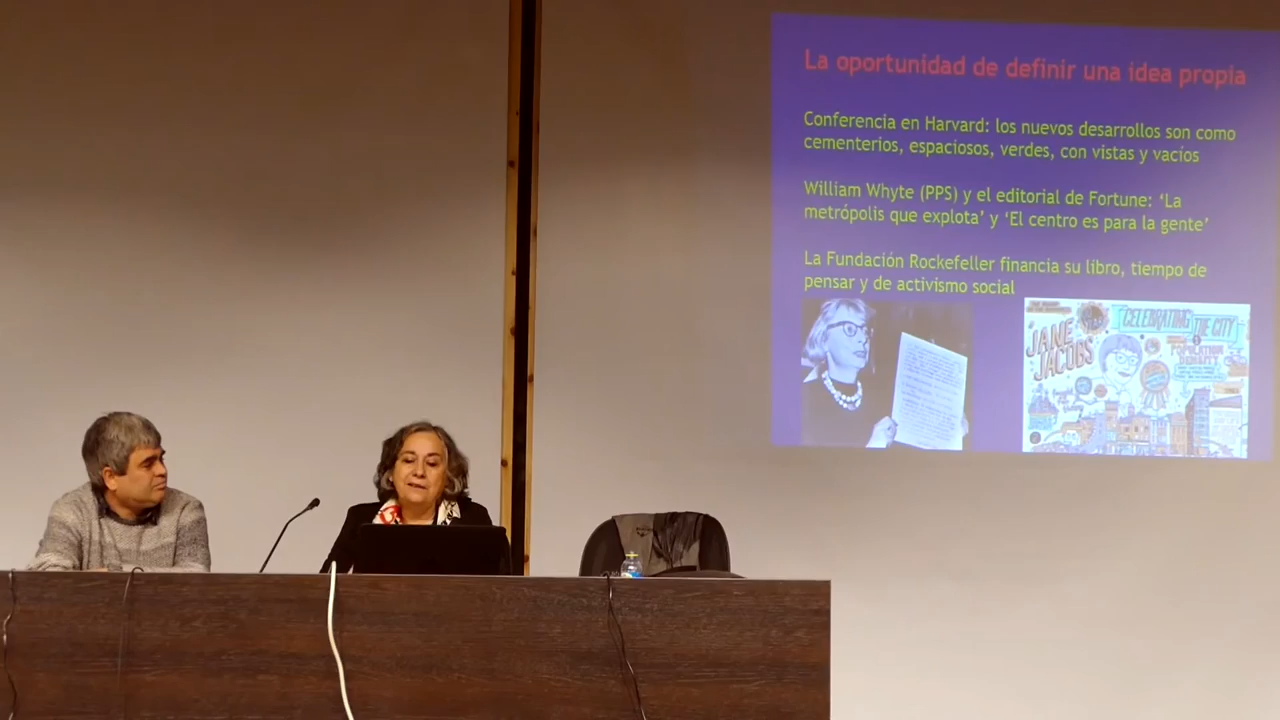 La oportunidad de definir una idea propia
Conferencia en Harvard: los nuevos desarrollos son como
cementerios, espaciosos, verdes, con vistas y vacíos
William Whyte (PPS) y el editorial de Fortune: ‘La
metrópolis que explota’ y ‘El centro es para la gente’
La Fundación Rockefeller financia su libro, tiempo de
pensar y de activismo social
JANE
JACOBS
CELEBRATING THE CITY
POPULATION
DENSITY